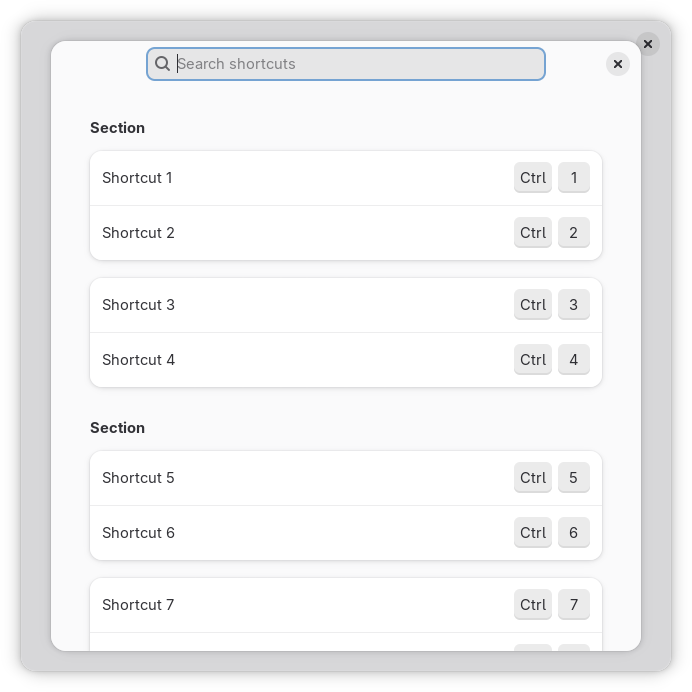 Search shortcuts
Section
Shortcut 1 Ctrl 1
Shortcut 2 Ctrl 2
Shortcut 3 Ctrl 3
Shortcut 4 Ctrl 4
Section
Shortcut 5 Ctrl 5
Shortcut 6 Ctrl 6
Shortcut 7 Ctrl 7